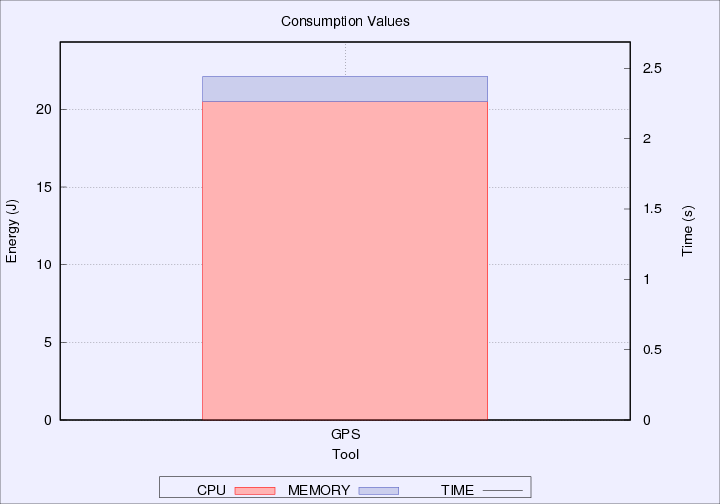 Consumption Values
Energy (J)
20
15
10
5
0
2.5
2
1.5
1
0.5
0
Time (s)
GPS
Tool
CPU MEMORY TIME